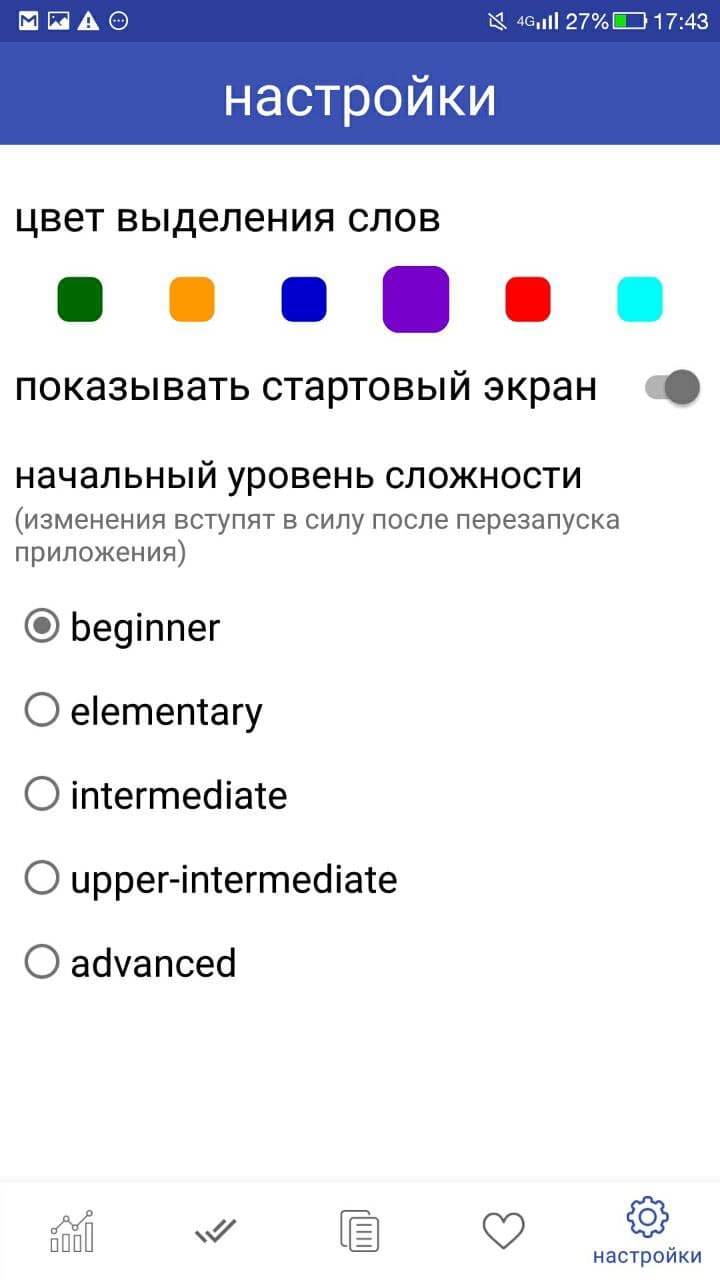 4G 27% 17:43
настройки
цвет выделения слов
показывать стартовый экран
начальный уровень сложности
(изменения вступят в силу после перезапуска
приложения)
beginner
elementary
intermediate
upper-intermediate
advanced
настройки